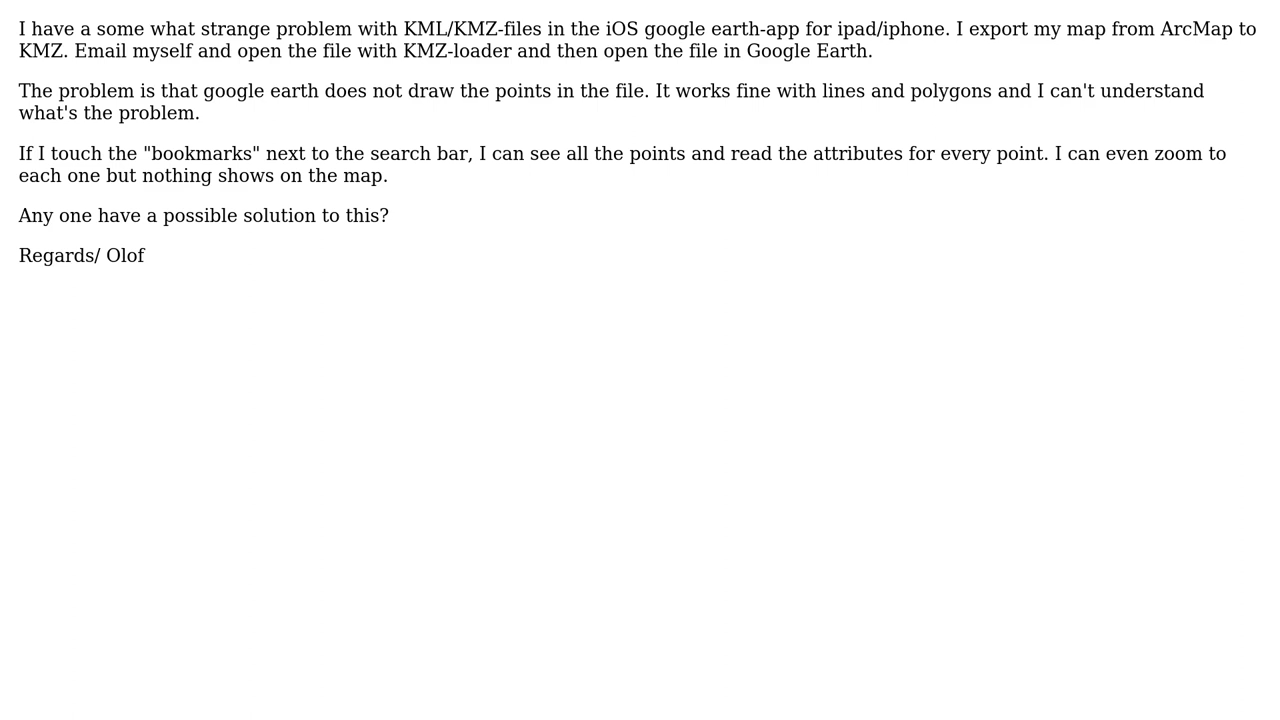 I have a some what strange problem with KML/KMZ-files in the iOS google earth-app for ipad/iphone. I export my map from ArcMap to
KMZ. Email myself and open the file with KMZ-loader and then open the file in Google Earth.
The problem is that google earth does not draw the points in the file. It works fine with lines and polygons and I can't understand
what's the problem.
If I touch the "bookmarks" next to the search bar, I can see all the points and read the attributes for every point. I can even zoom to
each one but nothing shows on the map.
Any one have a possible solution to this?
Regards/ Olof